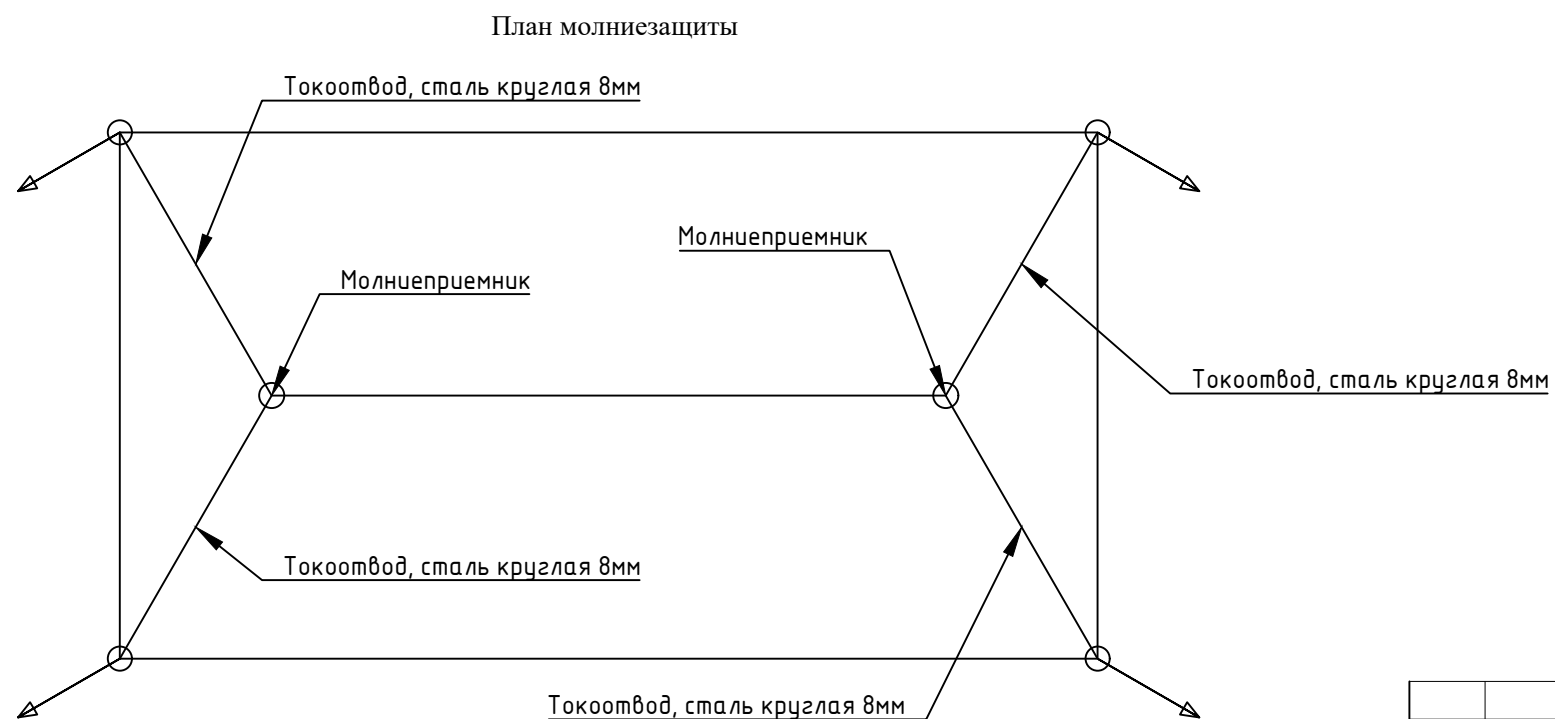 План молниезащиты
Токоотвод, сталь круглая 8мм
Молниеприемник
Молниеприемник
Токоотвод, сталь круглая 8мм
Токоотвод, сталь круглая 8мм
Токоотвод, сталь круглая 8мм